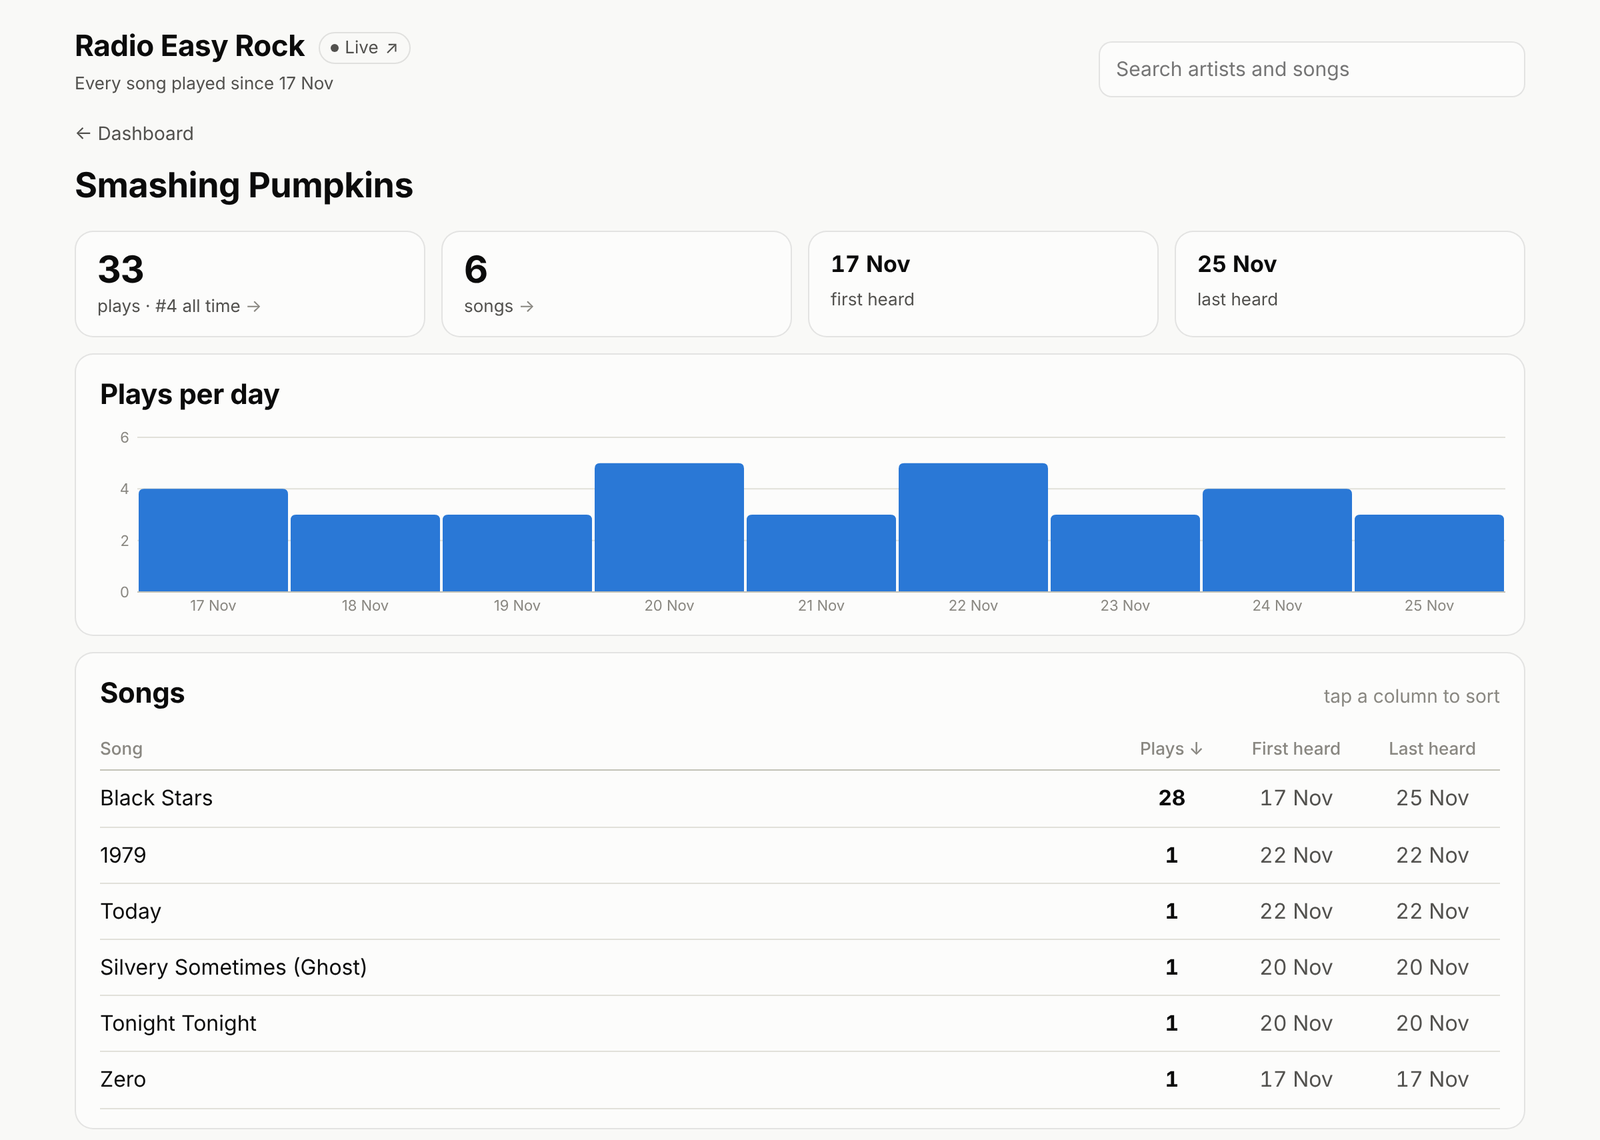 Radio Easy Rock
Live ↗
Every song played since 17 Nov
Search artists and songs
← Dashboard
Smashing Pumpkins
33
plays · #4 all time →
6
songs →
17 Nov
first heard
25 Nov
last heard
Plays per day
6
4
2
0
17 Nov 18 Nov 19 Nov 20 Nov 21 Nov 22 Nov 23 Nov 24 Nov 25 Nov
Songs
tap a column to sort
Song Plays ↓ First heard Last heard
Black Stars 28 17 Nov 25 Nov
1979 1 22 Nov 22 Nov
Today 1 22 Nov 22 Nov
Silvery Sometimes (Ghost) 1 20 Nov 20 Nov
Tonight Tonight 1 20 Nov 20 Nov
Zero 1 17 Nov 17 Nov